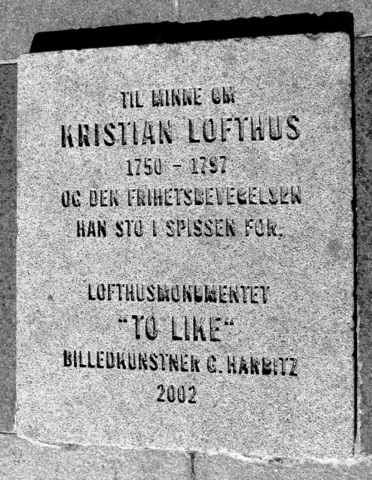 TIL MINNE OM
KRISTIAN LOFTHUS
1750 - 1797
OG DEN FRIHETSBEVEGELSEN
HAN STO I SPISSEN FOR.
LOFTHUSMONUMENTET
"TO LIKE"
BILLEDKUNSTNER G. HARBITZ
2002